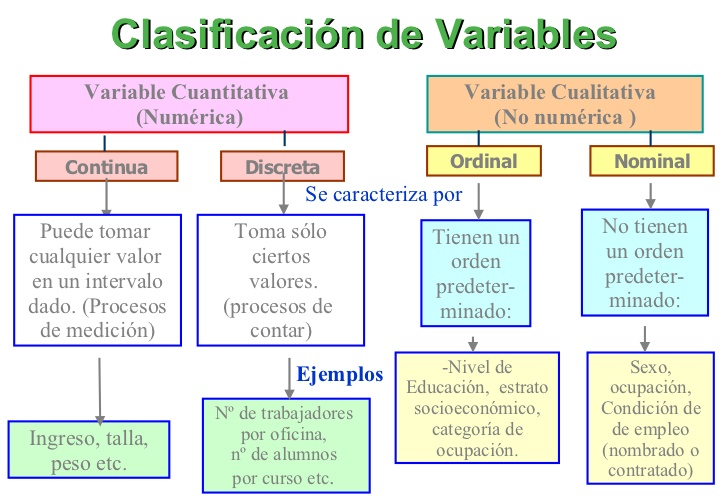 Clasificación de Variables
Variable Cuantitativa
(Numérica)
Variable Cualitativa
(No numérica )
Continua
Discreta
Ordinal
Nominal
Se caracteriza por
Puede tomar
cualquier valor
en un intervalo
dado. (Procesos
de medición)
Toma sólo
ciertos
valores.
(procesos de
contar)
Tienen un
orden
predeter-
minado:
No tienen
un orden
predeter-
minado:
Ejemplos
Ingreso, talla,
peso etc.
Nº de trabajadores
por oficina,
nº de alumnos
por curso etc.
-Nivel de
Educación, estrato
socioeconómico,
categoría de
ocupación.
Sexo,
ocupación,
Condición de
de empleo
(nombrado o
contratado)